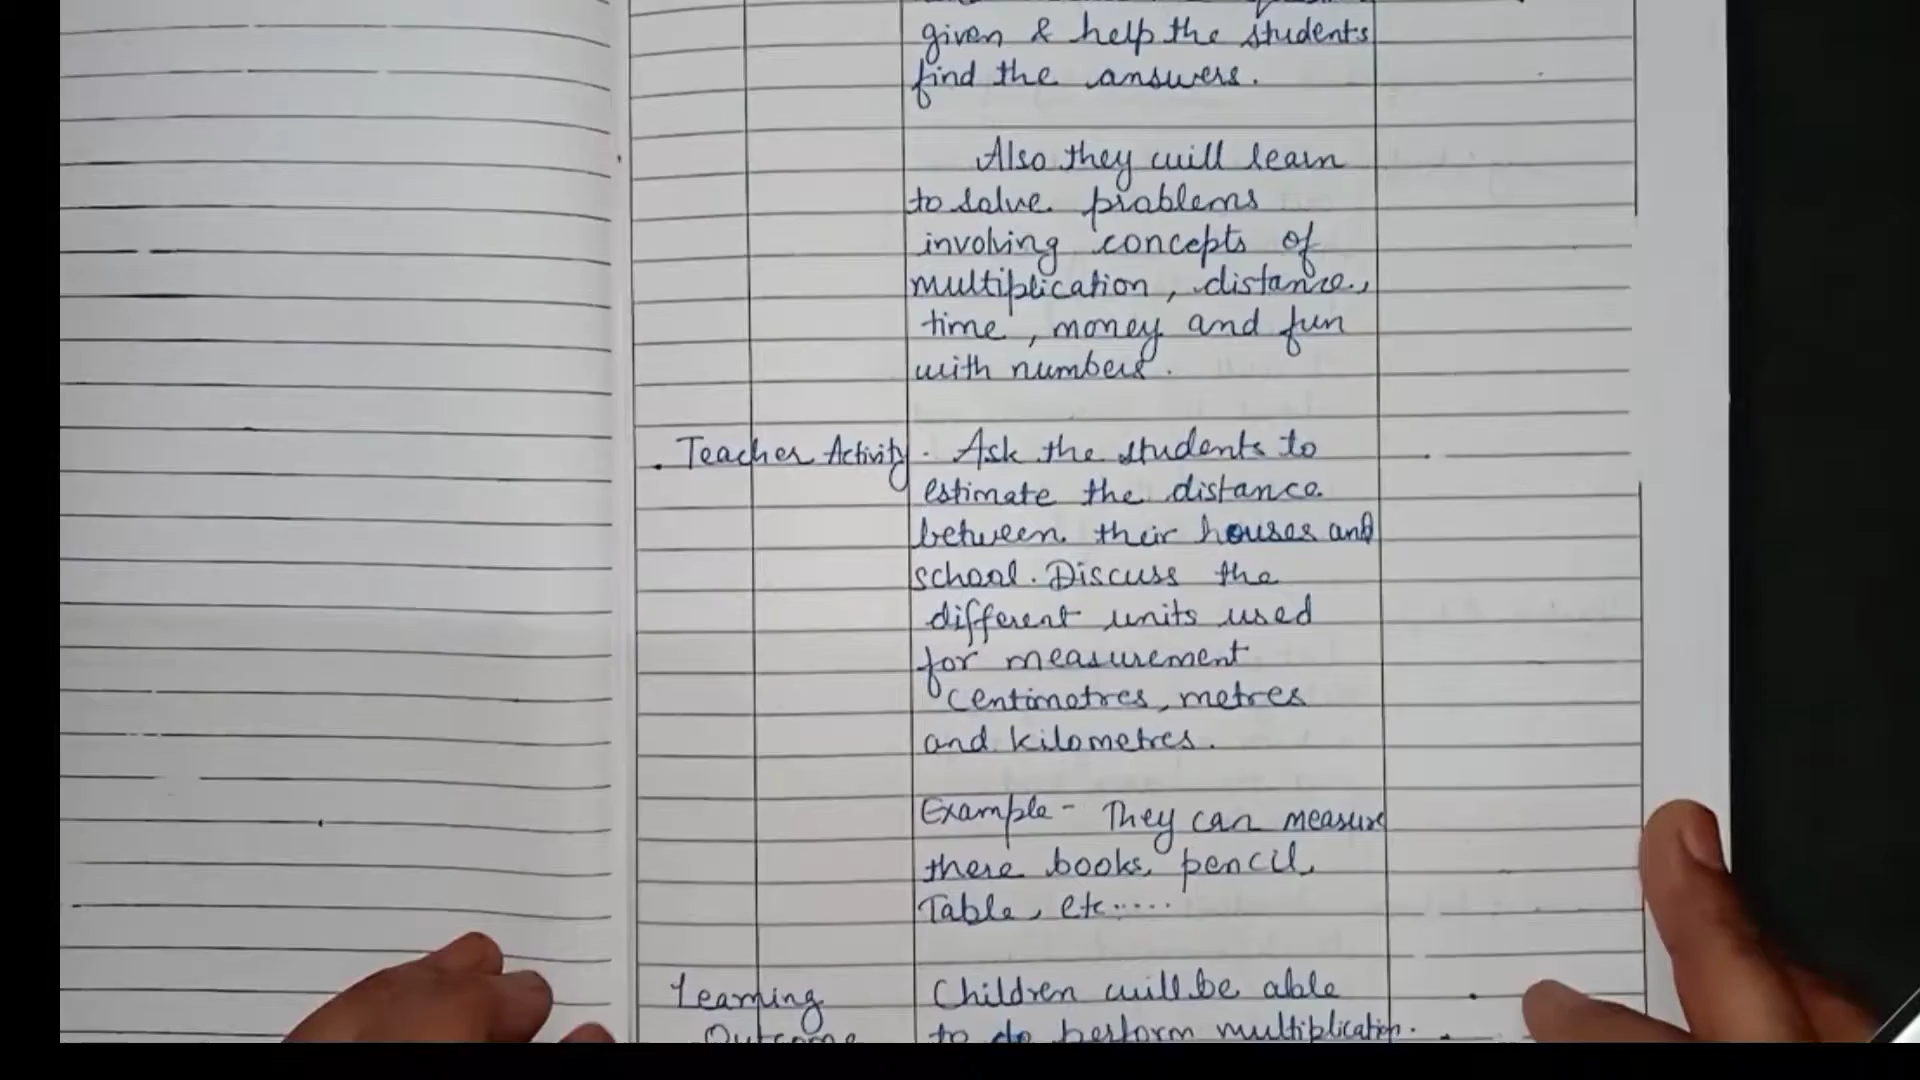 given & help the students
find the answers.
Also they will learn
to solve problems
involving concepts of
multiplication, distance,
time, money and fun
with numbers.
. Teacher Activity . Ask the students to
estimate the distance
between their houses and
school. Discuss the
different units used
for measurement
centimetres, metres
and kilometres.
Example - They can measure
there books, pencil,
Table, etc.....
Learning Children will be able
Outcome to do perform multiplication.